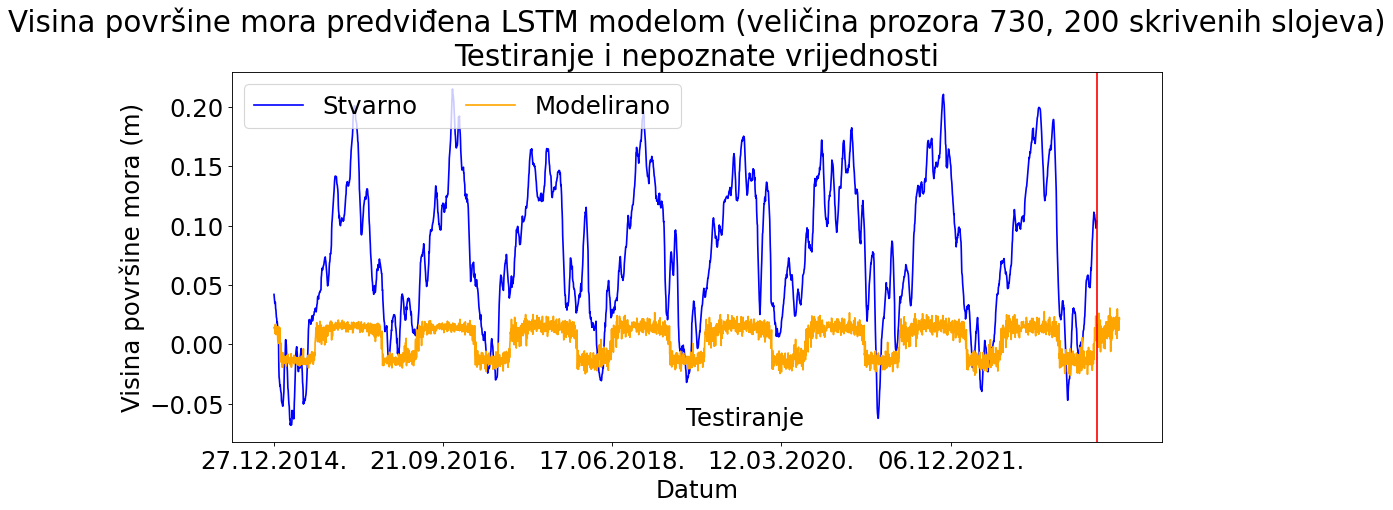 Visina površine mora predviđena LSTM modelom (veličina prozora 730, 200 skrivenih slojeva)
Testiranje i nepoznate vrijednosti
Stvarno Modelirano
Visina površine mora (m)
0.20
0.15
0.10
0.05
0.00
−0.05
Testiranje
27.12.2014. 21.09.2016. 17.06.2018. 12.03.2020. 06.12.2021.
Datum